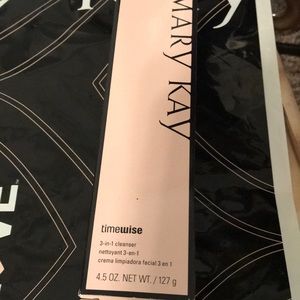 MARY KAY
timewise
3-in-1 cleanser
nettoyant 3-en-1
crema limpiadora facial 3 en 1
4.5 OZ. NET WT. / 127 g